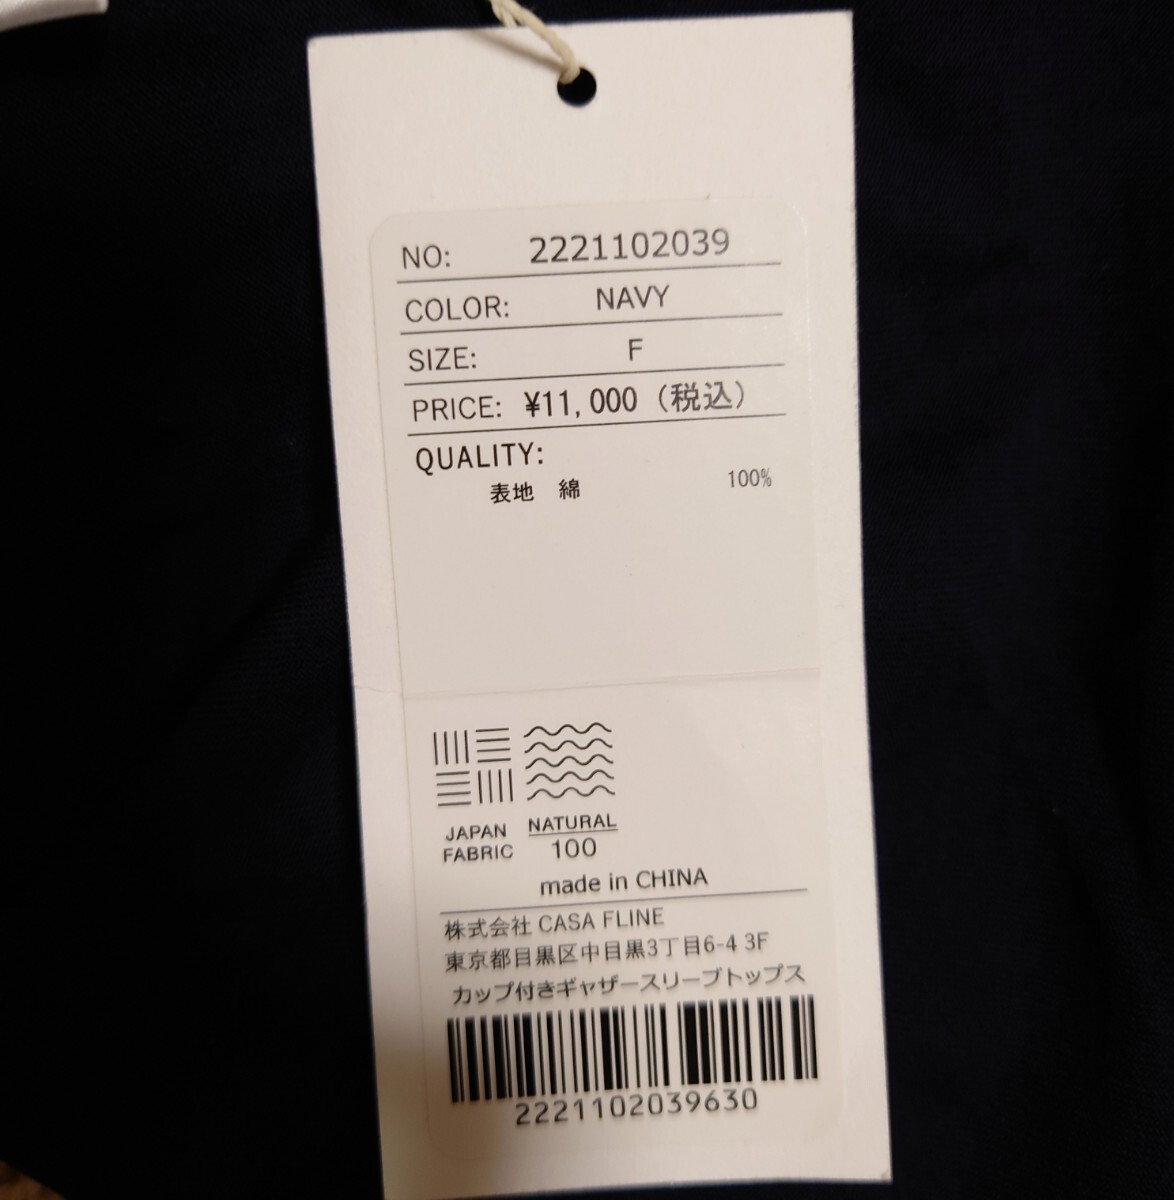 NO: 2221102039
COLOR: NAVY
SIZE: F
PRICE: ¥11,000（税込）
QUALITY:
表地 綿 100%
JAPAN FABRIC
NATURAL 100
made in CHINA
株式会社 CASA FLINE
東京都目黒区中目黒3丁目6-4 3F
カップ付きギャザースリーブトップス
2221102039630